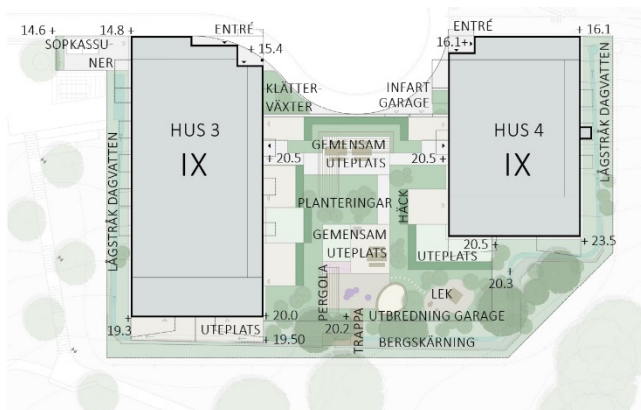 ENTRÉ
ENTRÉ
14.6 + 14.8 +
+ 16.1
SOPKASSU
NER
+ 15.4
16.1+
KLÄTTER
VÄXTER
INFART
GARAGE
LÅGSTRÅK DAGVATTEN
HUS 3
IX
HUS 4
IX
LÅGSTRÅK DAGVATTEN
GEMENSAM
UTEPLATS
+ 20.5
20.5 +
PLANTERINGAR
HÄCK
GEMENSAM
UTEPLATS
UTEPLATS
20.5 +
+ 23.5
+
20.3
PERGOLA
LEK
19.3 +
UTEPLATS
+ 20.0
+ 19.50
+
20.2
TRAPPA
UTBREDNING GARAGE
BERGSKÄRNING